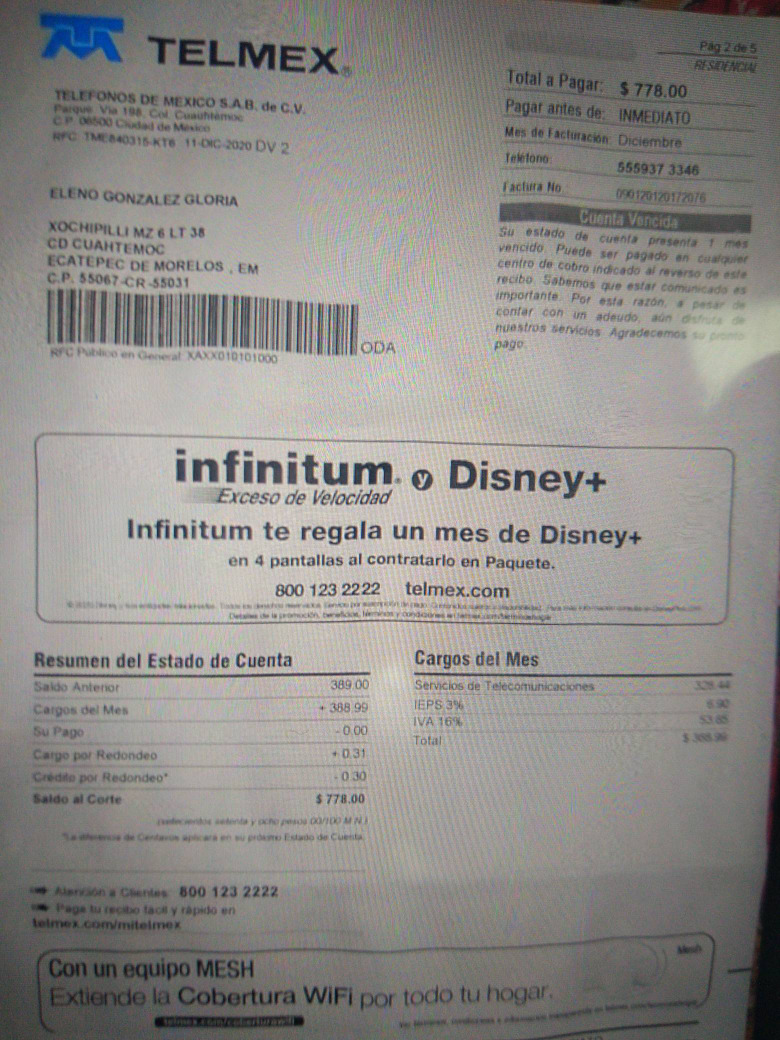 TELMEX®
Pág 2 de 5
RESIDENCIAL
TELEFONOS DE MEXICO S.A.B. de C.V.
Parque Vía 198, Col. Cuauhtémoc
C.P. 06500 Ciudad de México
RFC: TME840315-KT6 11-DIC-2020 DV 2
Total a Pagar: $ 778.00
Pagar antes de: INMEDIATO
Mes de Facturación: Diciembre
Teléfono: 555937 3346
Factura No. 090120120172076
ELENO GONZALEZ GLORIA
XOCHIPILLI MZ 6 LT 38
CD CUAHTEMOC
ECATEPEC DE MORELOS , EM
C.P. 55067-CR -55031
ODA
RFC Público en General: XAXX010101000
Cuenta Vencida
Su estado de cuenta presenta 1 mes
vencido. Puede ser pagado en cualquier
centro de cobro indicado al reverso de este
recibo. Sabemos que estar comunicado es
importante. Por esta razón, a pesar de
contar con un adeudo, aún disfruta de
nuestros servicios. Agradecemos su pronto
pago.
infinitum® y Disney+
Exceso de Velocidad
Infinitum te regala un mes de Disney+
en 4 pantallas al contratarlo en Paquete.
800 123 2222 telmex.com
Detalles de la promoción, beneficios, términos y condiciones en telmex.com/terminoshogar
Resumen del Estado de Cuenta
Saldo Anterior 389.00
Cargos del Mes + 388.99
Su Pago - 0.00
Cargo por Redondeo + 0.31
Crédito por Redondeo* - 0.30
Saldo al Corte $ 778.00
(setecientos setenta y ocho pesos 00/100 M.N.)
*La diferencia de Centavos aplicará en su próximo Estado de Cuenta.
Cargos del Mes
Servicios de Telecomunicaciones 328.44
IEPS 3% 6.90
IVA 16% 53.65
Total $ 388.99
Atención a Clientes: 800 123 2222
Paga tu recibo fácil y rápido en
telmex.com/mitelmex
Con un equipo MESH
Mesh
Extiende la Cobertura WiFi por todo tu hogar.
telmex.com/coberturawifi